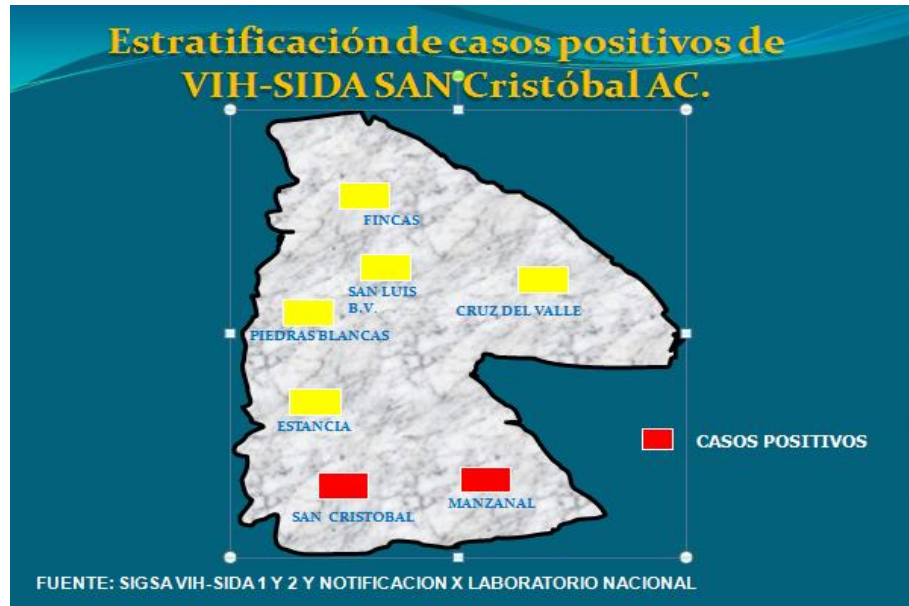 Estratificación de casos positivos de
VIH-SIDA SAN Cristóbal AC.
FINCAS
SAN LUIS
B.V.
CRUZ DEL VALLE
PIEDRAS BLANCAS
ESTANCIA
CASOS POSITIVOS
SAN CRISTOBAL
MANZANAL
FUENTE: SIGSA VIH-SIDA 1 Y 2 Y NOTIFICACION X LABORATORIO NACIONAL